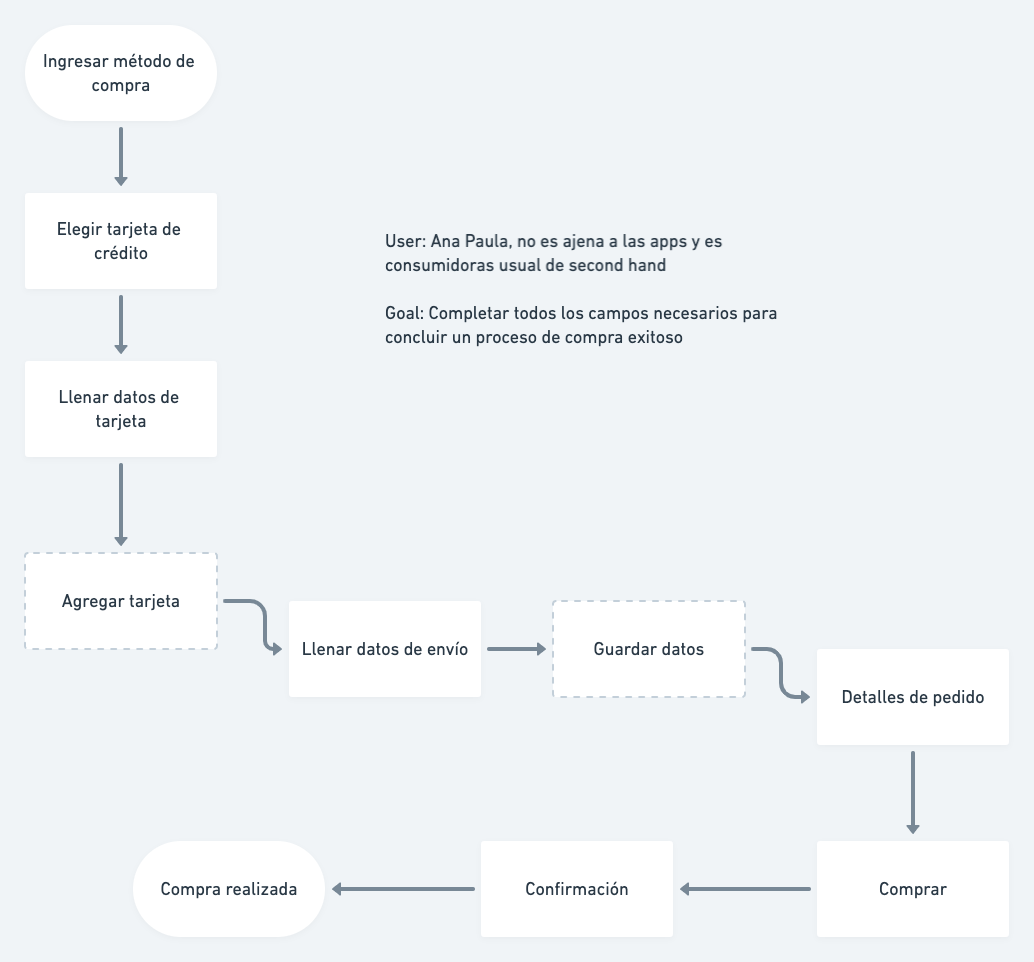 Ingresar método de
compra
Elegir tarjeta de
crédito
User: Ana Paula, no es ajena a las apps y es
consumidoras usual de second hand
Goal: Completar todos los campos necesarios para
concluir un proceso de compra exitoso
Llenar datos de
tarjeta
Agregar tarjeta
Llenar datos de envío
Guardar datos
Detalles de pedido
Comprar
Confirmación
Compra realizada